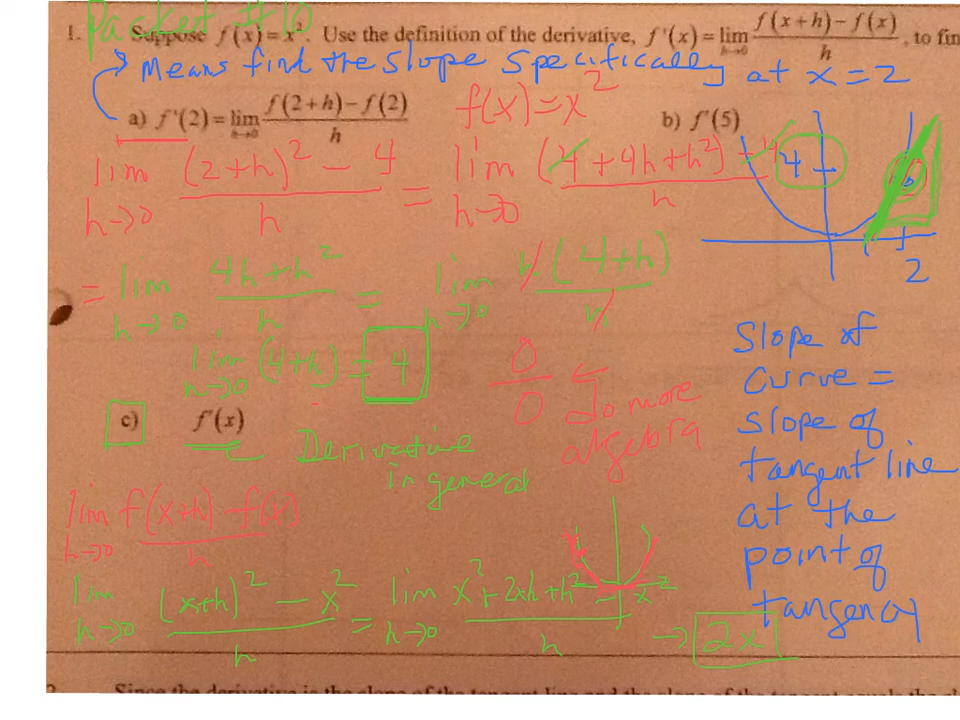 Packet #10
1. Suppose f(x) = x². Use the definition of the derivative, f'(x) = lim h→0 f(x+h) − f(x) / h , to fin
Means find the slope specifically at x = 2
a) f'(2) = lim h→0 f(2+h) − f(2) / h
f(x) = x²
b) f'(5)
lim h→0 (2+h)² − 4 / h = lim h→0 (4 + 4h + h²) − 4 / h
4
2
= lim h→0 4h + h² / h = lim h→0 h(4+h) / h
lim h→0 (4+h) = 4
0/0 Do more
algebra
Slope of
curve =
slope of
tangent line
at the
point of
tangency
c) f'(x)
Derivative
in general
lim h→0 f(x+h) − f(x) / h
lim h→0 (x+h)² − x² / h = lim h→0 x² + 2xh + h² − x² / h → 2x
Since the derivative is the slope of the tangent line and the slope of the